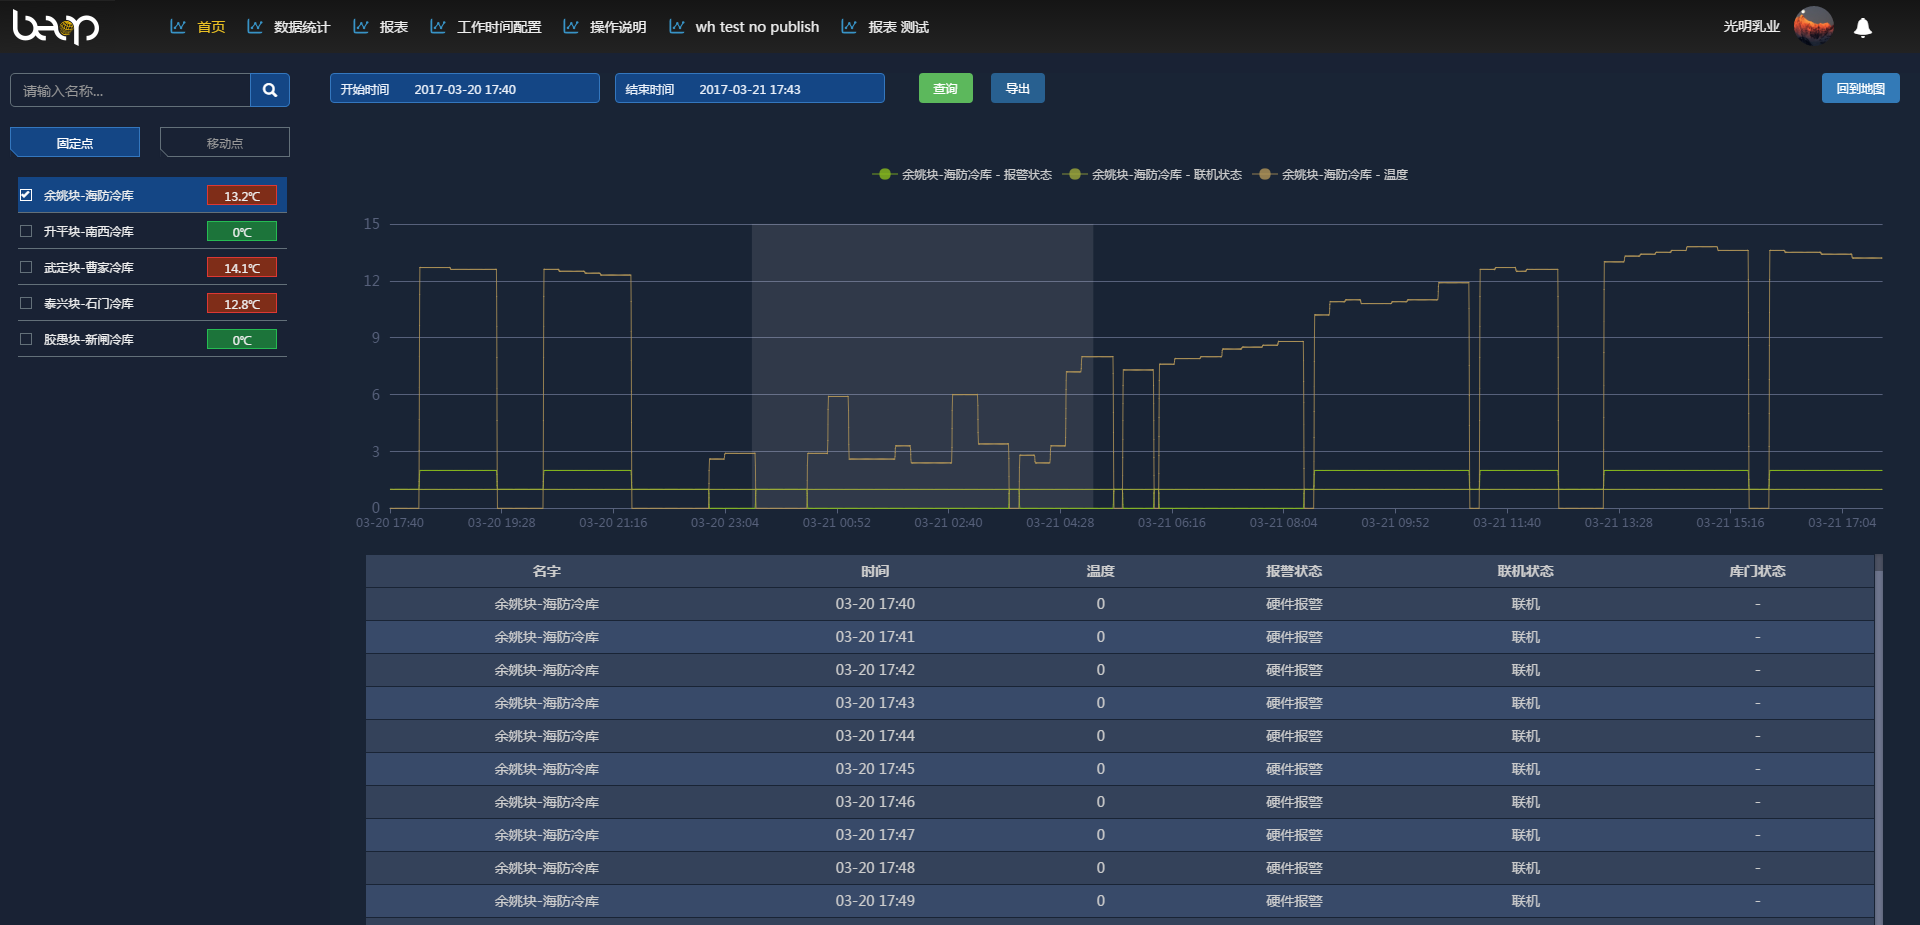 beop
首页 数据统计 报表 工作时间配置 操作说明 wh test no publish 报表 测试
光明乳业
请输入名称...
开始时间 2017-03-20 17:40
结束时间 2017-03-21 17:43
查询
导出
回到地图
固定点 移动点
余姚块-海防冷库 13.2℃
升平块-南西冷库 0℃
武定块-曹家冷库 14.1℃
泰兴块-石门冷库 12.8℃
胶愚块-新闸冷库 0℃
余姚块-海防冷库 - 报警状态 余姚块-海防冷库 - 联机状态 余姚块-海防冷库 - 温度
15
12
9
6
3
0
03-20 17:40 03-20 19:28 03-20 21:16 03-20 23:04 03-21 00:52 03-21 02:40 03-21 04:28 03-21 06:16 03-21 08:04 03-21 09:52 03-21 11:40 03-21 13:28 03-21 15:16 03-21 17:04
名字 时间 温度 报警状态 联机状态 库门状态
余姚块-海防冷库 03-20 17:40 0 硬件报警 联机 -
余姚块-海防冷库 03-20 17:41 0 硬件报警 联机 -
余姚块-海防冷库 03-20 17:42 0 硬件报警 联机 -
余姚块-海防冷库 03-20 17:43 0 硬件报警 联机 -
余姚块-海防冷库 03-20 17:44 0 硬件报警 联机 -
余姚块-海防冷库 03-20 17:45 0 硬件报警 联机 -
余姚块-海防冷库 03-20 17:46 0 硬件报警 联机 -
余姚块-海防冷库 03-20 17:47 0 硬件报警 联机 -
余姚块-海防冷库 03-20 17:48 0 硬件报警 联机 -
余姚块-海防冷库 03-20 17:49 0 硬件报警 联机 -